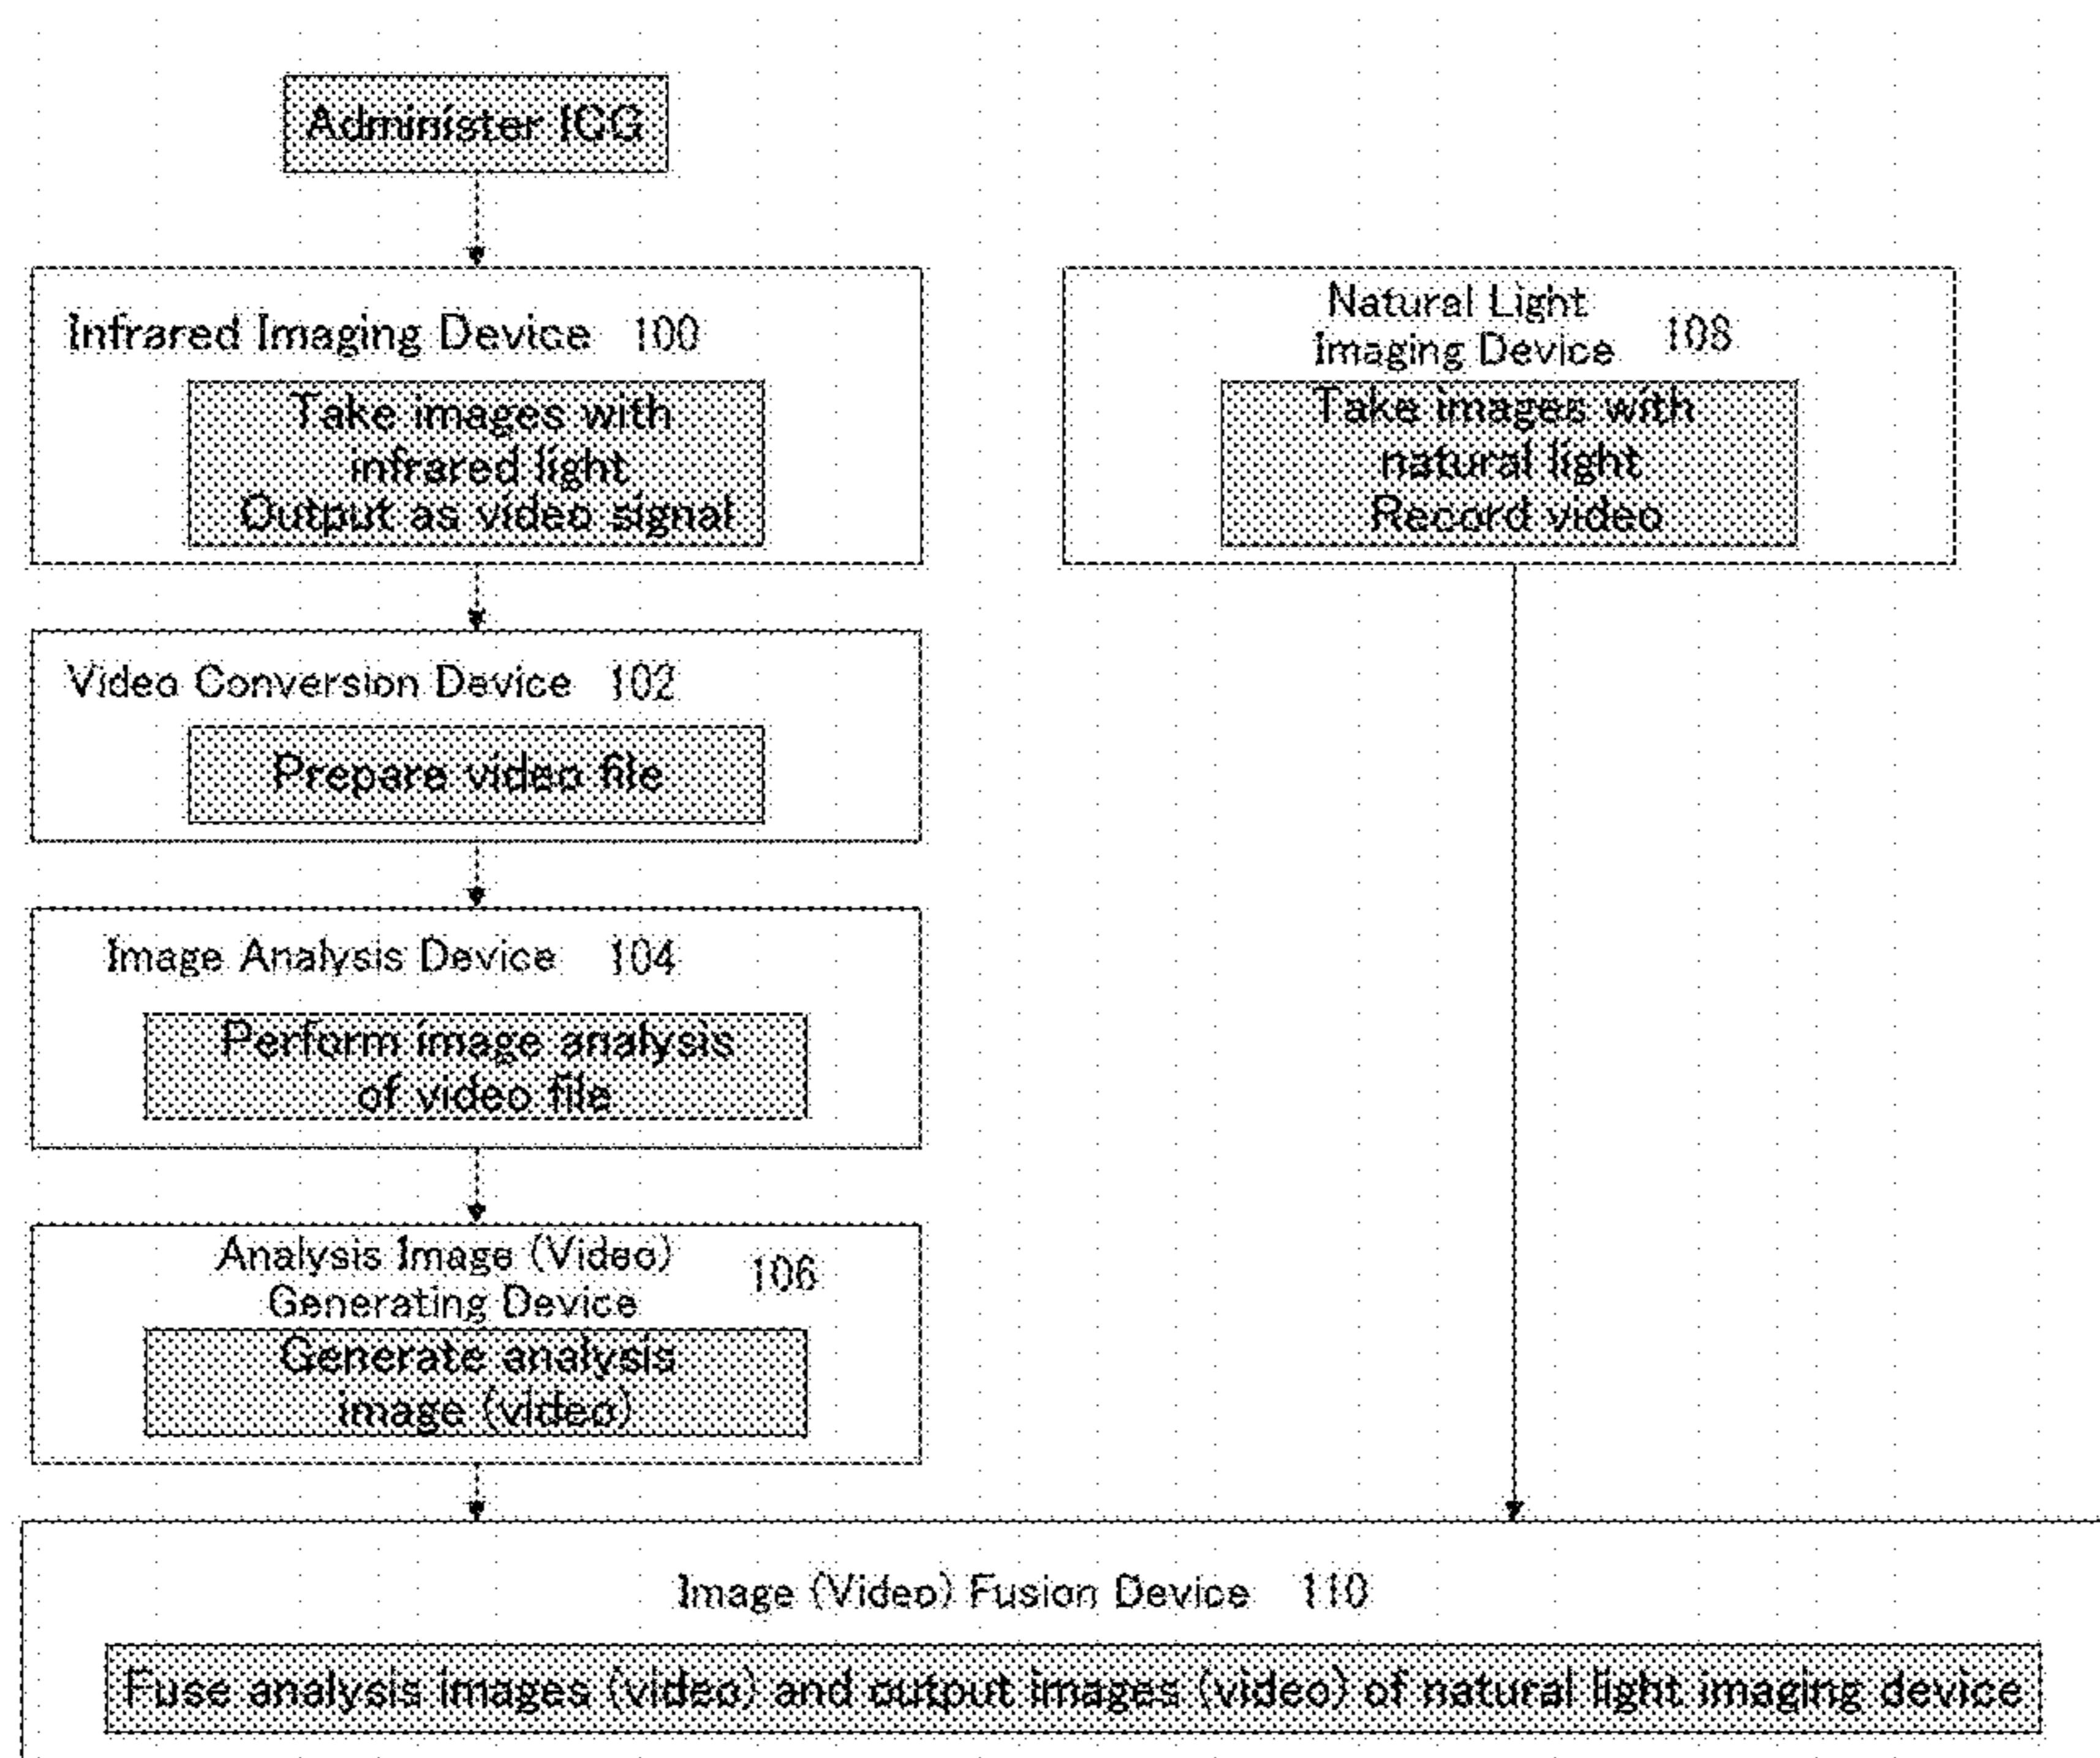 Administer ICG
Infrared Imaging Device 100
Take images with
infrared light
Output as video signal
Natural Light
Imaging Device 108
Take images with
natural light
Record video
Video Conversion Device 102
Prepare video file
Image Analysis Device 104
Perform image analysis
of video file
Analysis Image (Video)
Generating Device 106
Generate analysis
image (video)
Image (Video) Fusion Device 110
Fuse analysis images (video) and output images (video) of natural light imaging device